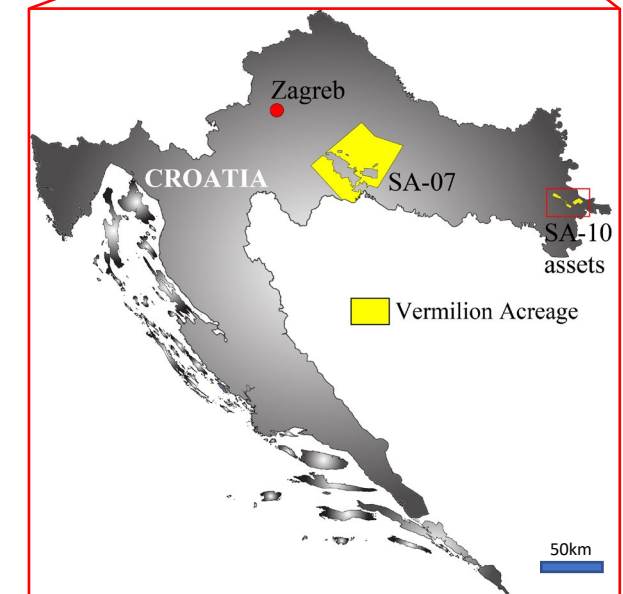 Zagreb
CROATIA
SA-07
SA-10
assets
Vermilion Acreage
50km